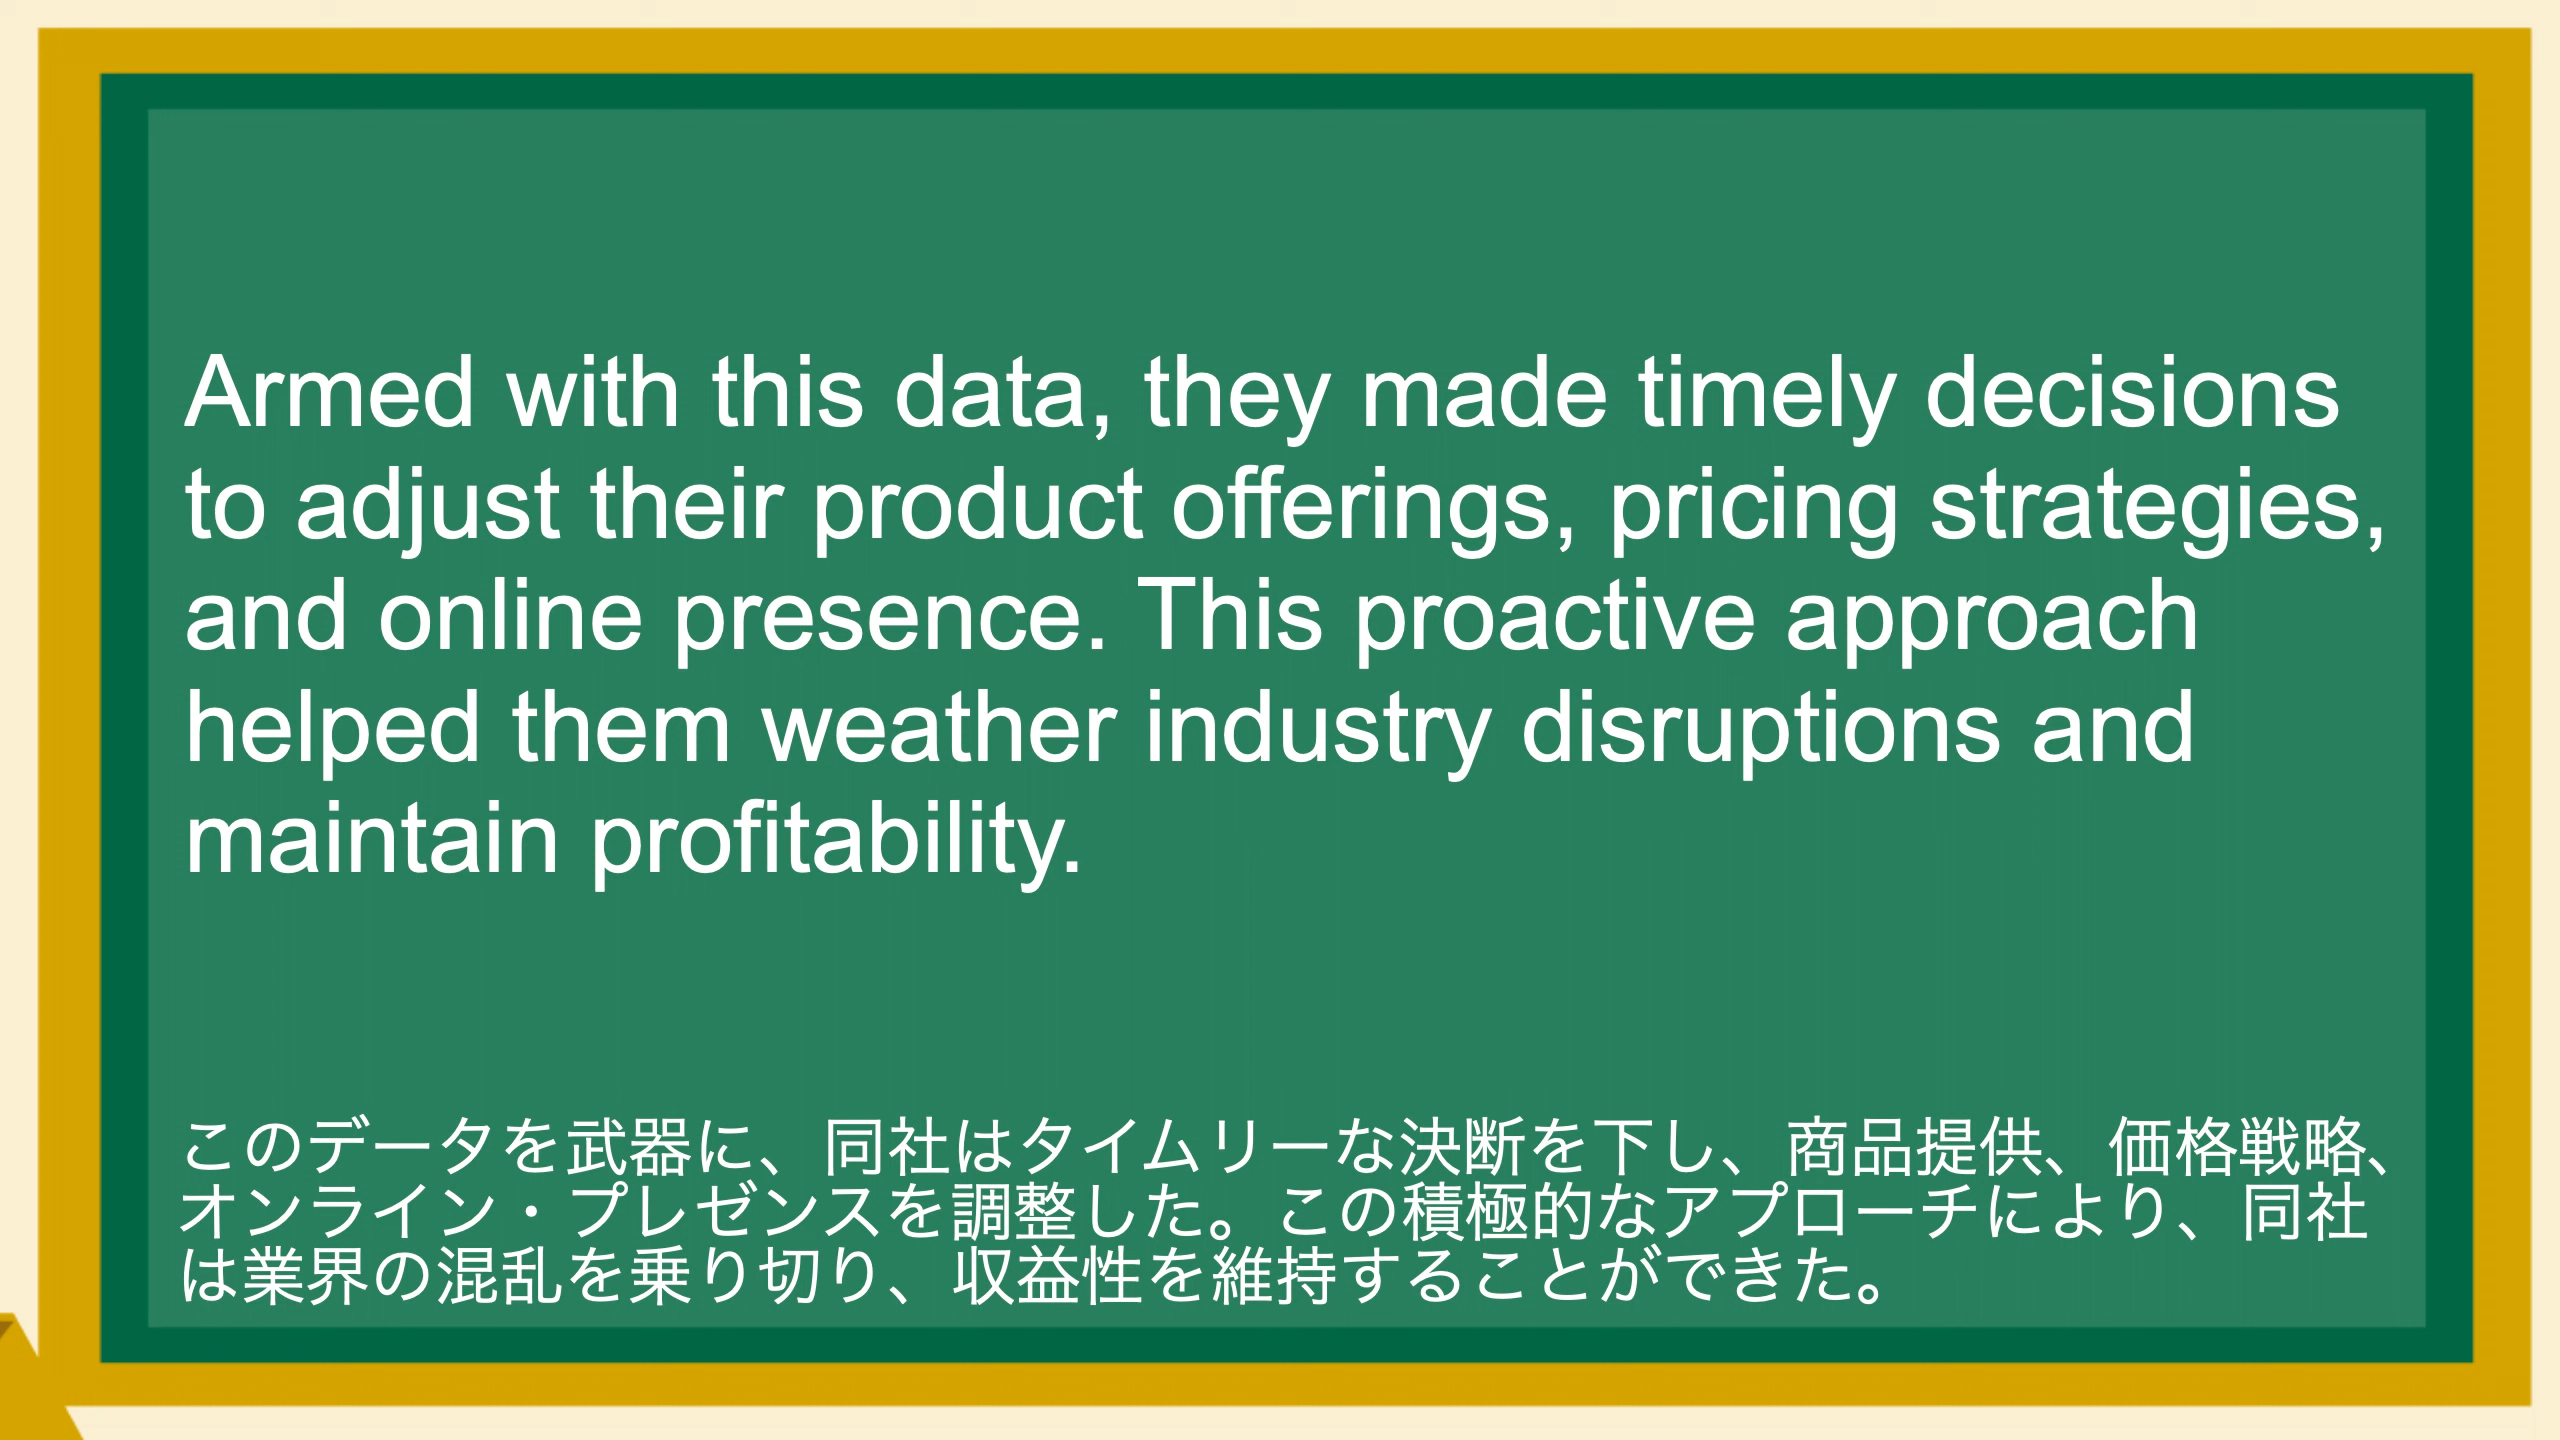 Armed with this data, they made timely decisions
to adjust their product offerings, pricing strategies,
and online presence. This proactive approach
helped them weather industry disruptions and
maintain profitability.
このデータを武器に、同社はタイムリーな決断を下し、商品提供、価格戦略、
オンライン・プレゼンスを調整した。この積極的なアプローチにより、同社
は業界の混乱を乗り切り、収益性を維持することができた。